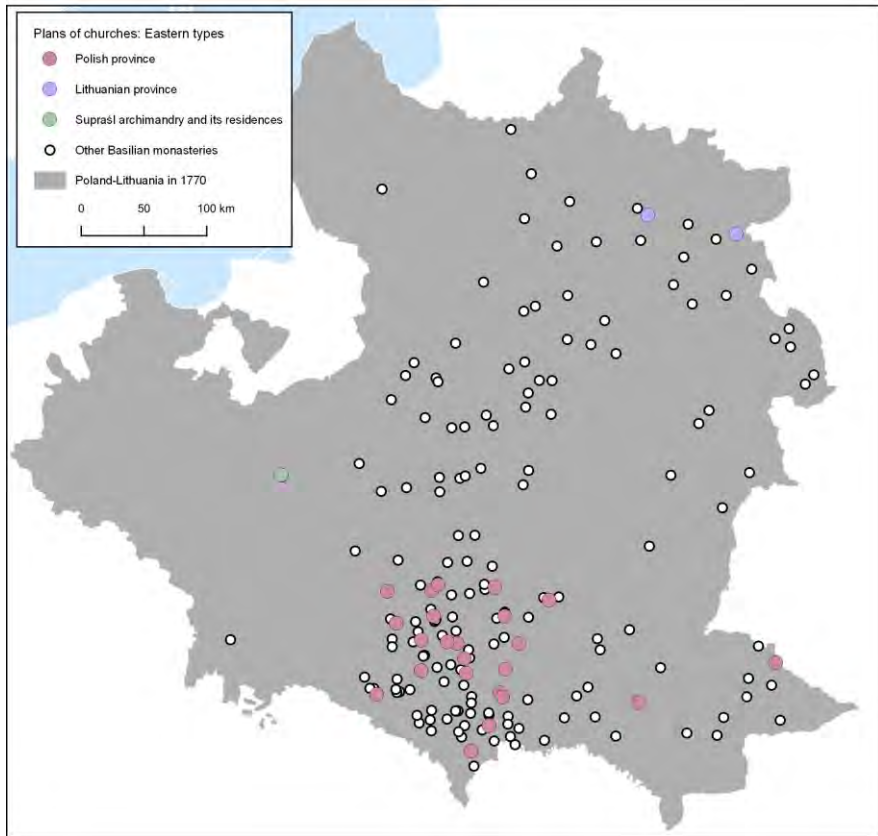 Plans of churches: Eastern types
Polish province
Lithuanian province
Supraśl archimandry and its residences
Other Basilian monasteries
Poland-Lithuania in 1770
0 50 100 km